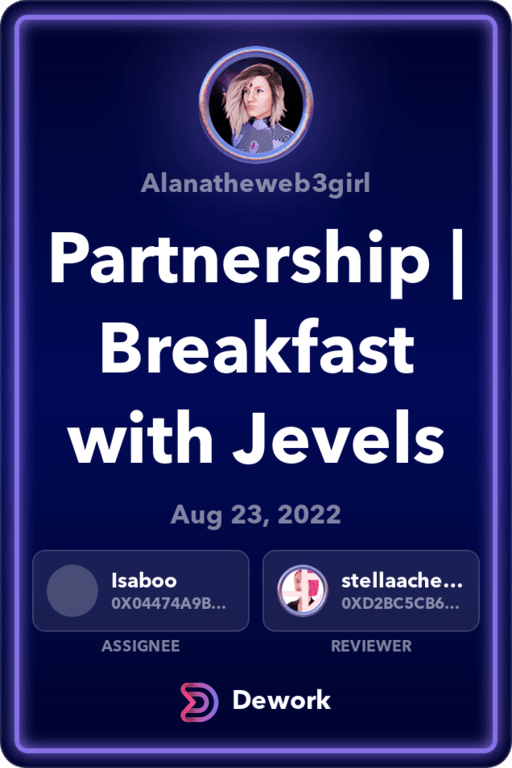 Alanatheweb3girl
Partnership |
Breakfast
with Jevels
Aug 23, 2022
Isaboo
0X04474A9B...
ASSIGNEE
stellaache...
0XD2BC5CB6...
REVIEWER
Dework